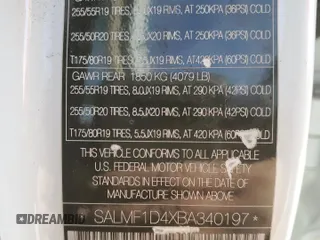 255/55R19 TIRES, 8.0JX19 RIMS, AT 250KPA (36PSI) COLD
255/50R20 TIRES, 8.5JX20 RIMS, AT 250KPA (36PSI) COLD
T175/80R19 TIRES, 5.5JX19 RIMS, AT 420KPA (60PSI) COLD
GAWR REAR 1850 KG (4079 LB)
255/55R19 TIRES, 8.0JX19 RIMS, AT 290 KPA (42PSI) COLD
255/50R20 TIRES, 8.5JX20 RIMS, AT 290 KPA (42PSI) COLD
T175/80R19 TIRES, 5.5JX19 RIMS, AT 420 KPA (60PSI) COLD
THIS VEHICLE CONFORMS TO ALL APPLICABLE
U.S. FEDERAL MOTOR VEHICLE SAFETY
STANDARDS IN EFFECT ON THE DATE OF
MANUFACTURE SHOWN ABOVE
* SALMF1D4XBA340197 *
DREAMBID